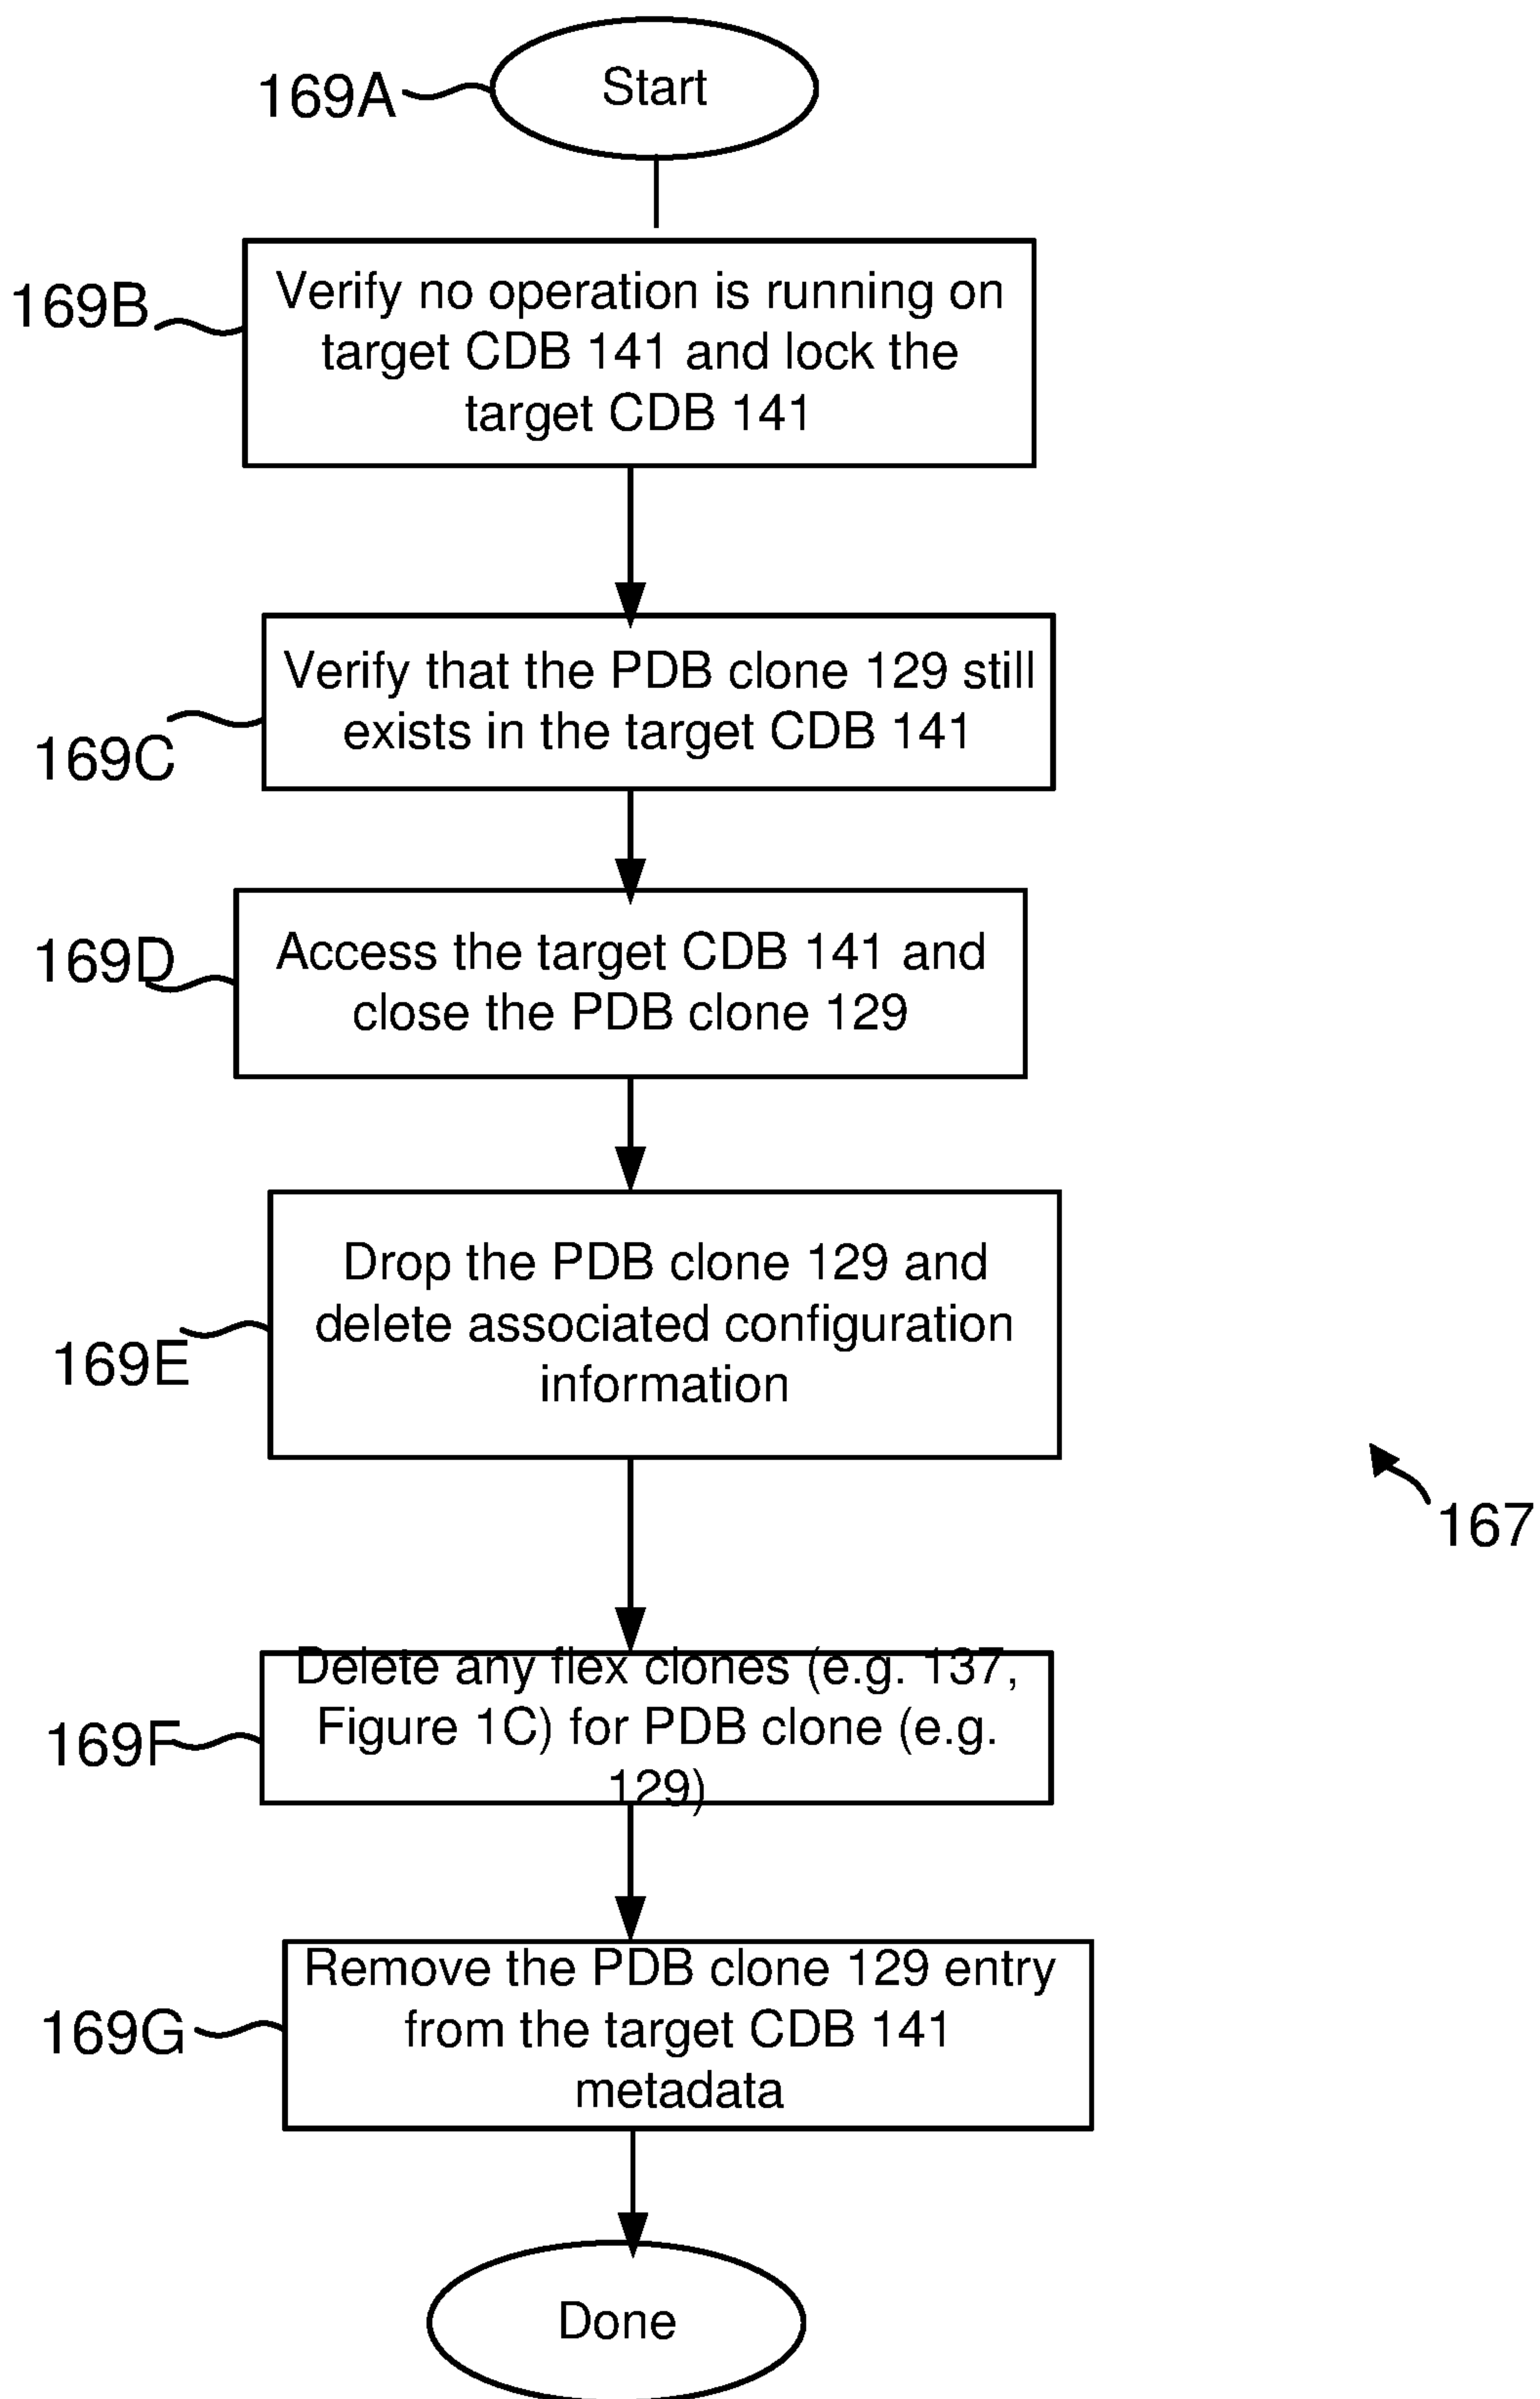 169A
Start
169B
Verify no operation is running on
target CDB 141 and lock the
target CDB 141
Verify that the PDB clone 129 still
exists in the target CDB 141
169C
169D
Access the target CDB 141 and
close the PDB clone 129
Drop the PDB clone 129 and
delete associated configuration
information
169E
167
Delete any flex clones (e.g. 137,
Figure 1C) for PDB clone (e.g.
129)
169F
Remove the PDB clone 129 entry
from the target CDB 141
metadata
169G
Done